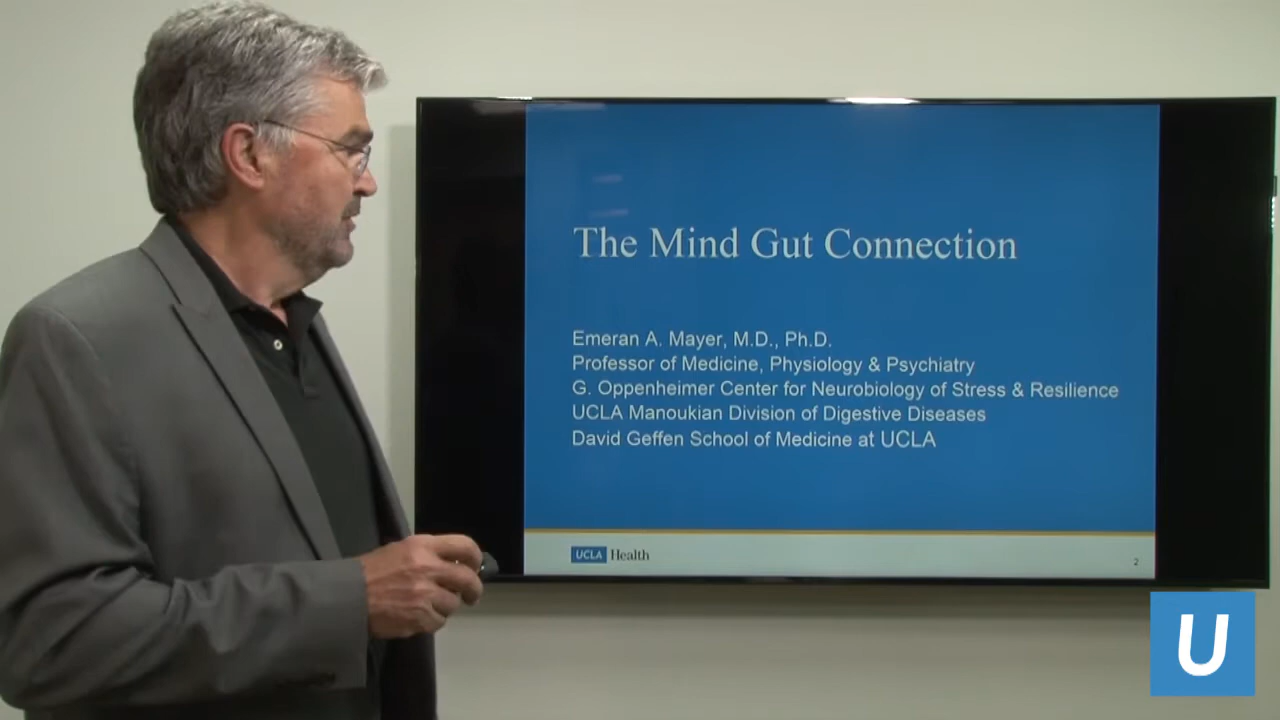 The Mind Gut Connection
Emeran A. Mayer, M.D., Ph.D.
Professor of Medicine, Physiology & Psychiatry
G. Oppenheimer Center for Neurobiology of Stress & Resilience
UCLA Manoukian Division of Digestive Diseases
David Geffen School of Medicine at UCLA
UCLA Health
2
U